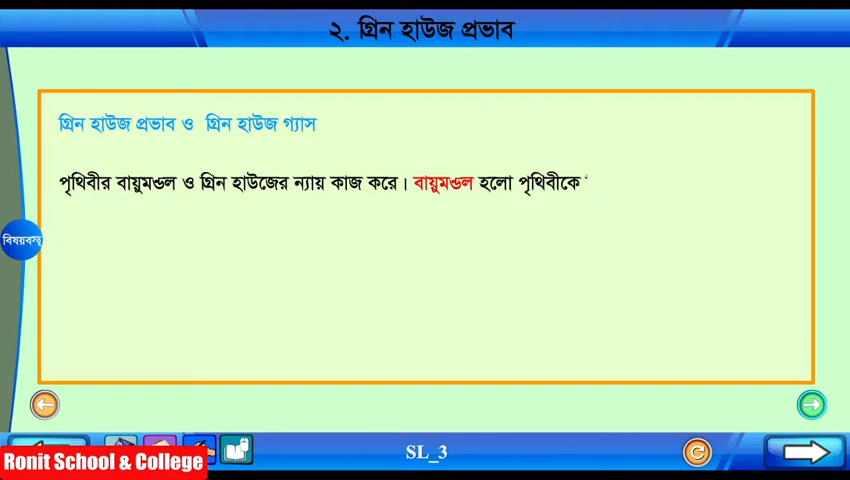 ২. গ্রিন হাউজ প্রভাব
গ্রিন হাউজ প্রভাব ও গ্রিন হাউজ গ্যাস
পৃথিবীর বায়ুমণ্ডল ও গ্রিন হাউজের ন্যায় কাজ করে। বায়ুমণ্ডল হলো পৃথিবীকে
বিষয়বস্তু
SL_3
Ronit School & College